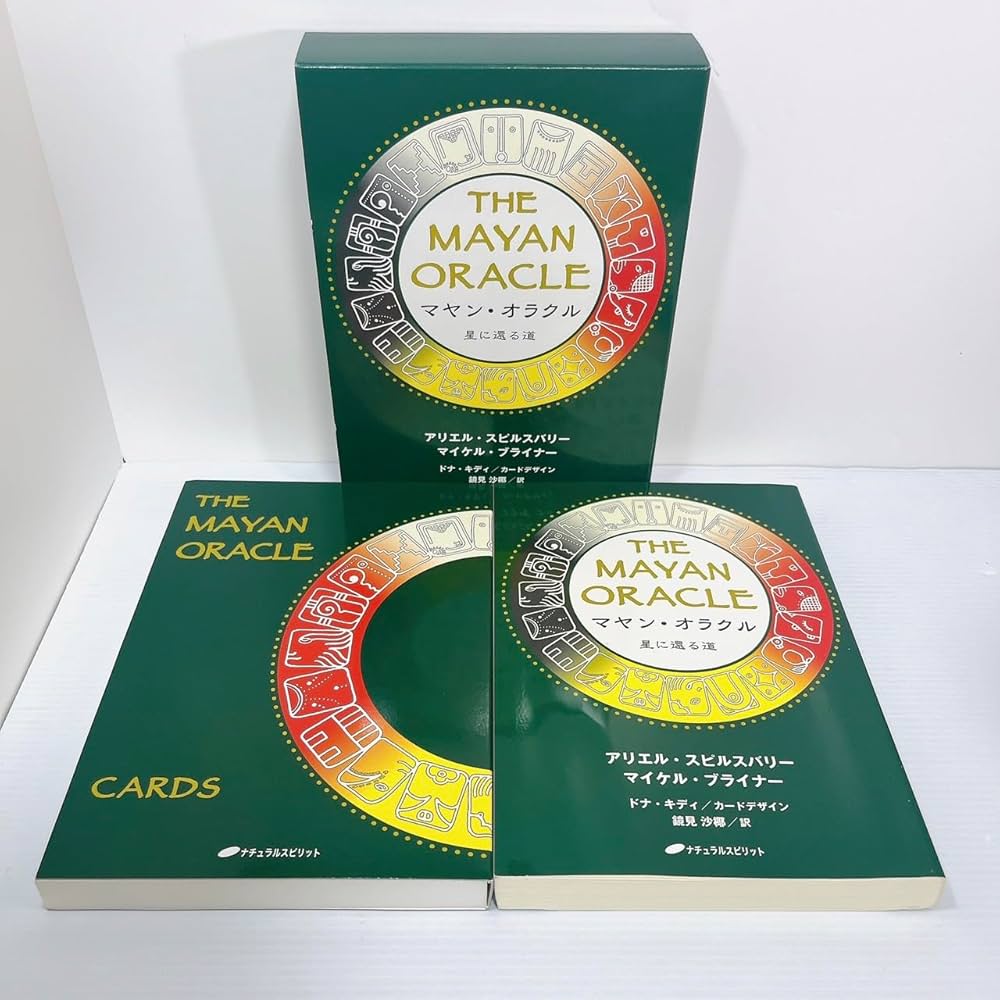 THE
MAYAN
ORACLE
マヤン・オラクル
星に還る道
アリエル・スピルスバリー
マイケル・ブライナー
ドナ・キディ／カードデザイン
鏡見 沙椰／訳
THE
MAYAN
ORACLE
CARDS
ナチュラルスピリット
THE
MAYAN
ORACLE
マヤン・オラクル
星に還る道
アリエル・スピルスバリー
マイケル・ブライナー
ドナ・キディ／カードデザイン
鏡見 沙椰／訳
ナチュラルスピリット